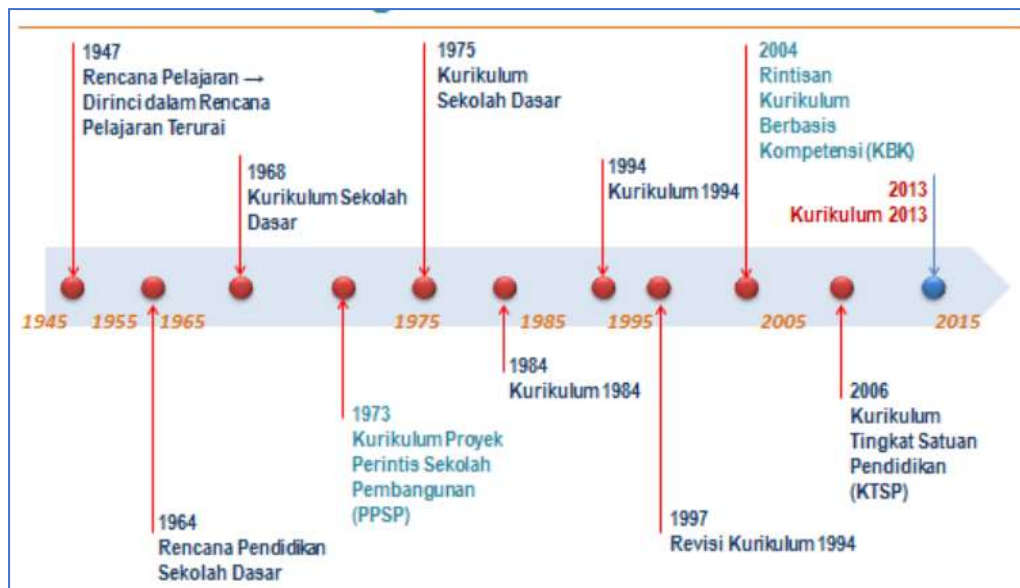 1947
Rencana Pelajaran →
Dirinci dalam Rencana
Pelajaran Terurai
1968
Kurikulum Sekolah
Dasar
1975
Kurikulum
Sekolah Dasar
1994
Kurikulum 1994
2004
Rintisan
Kurikulum
Berbasis
Kompetensi (KBK)
2013
Kurikulum 2013
1945 1955 1965 1975 1985 1995 2005 2015
1964
Rencana Pendidikan
Sekolah Dasar
1973
Kurikulum Proyek
Perintis Sekolah
Pembangunan
(PPSP)
1984
Kurikulum 1984
1997
Revisi Kurikulum 1994
2006
Kurikulum
Tingkat Satuan
Pendidikan
(KTSP)